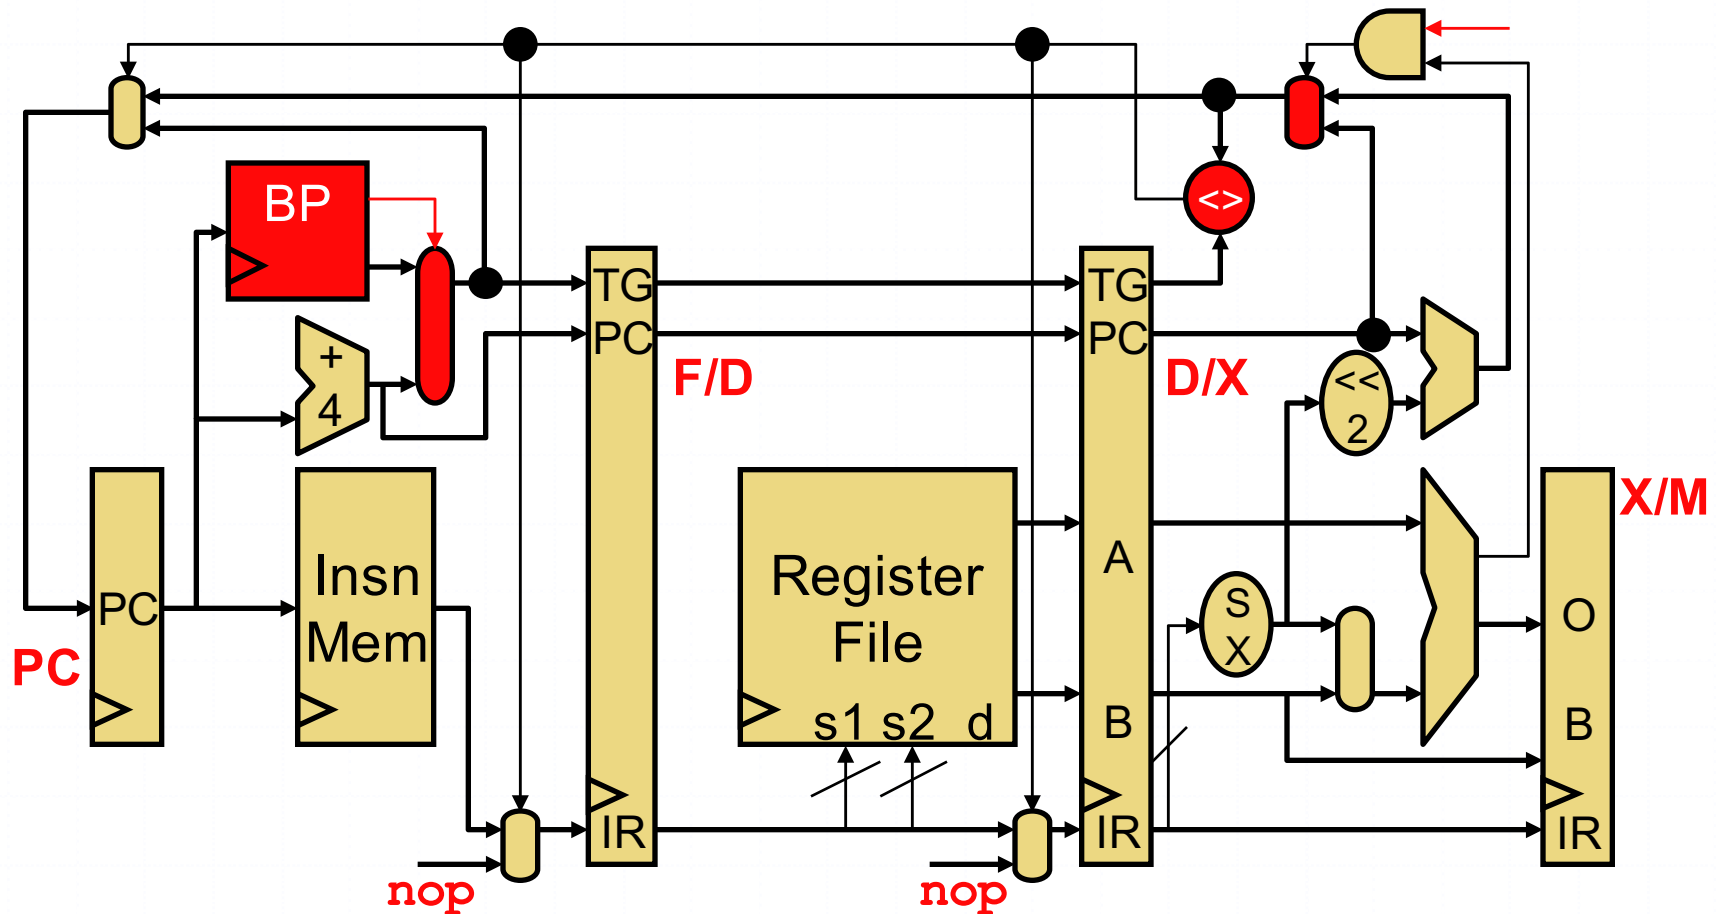 BP
<>
TG
TG
PC
PC
+
4
F/D
D/X
<<
2
X/M
PC
PC
Insn
Mem
Register
File
s1 s2 d
A
B
S
X
O
B
IR
IR
IR
nop
nop